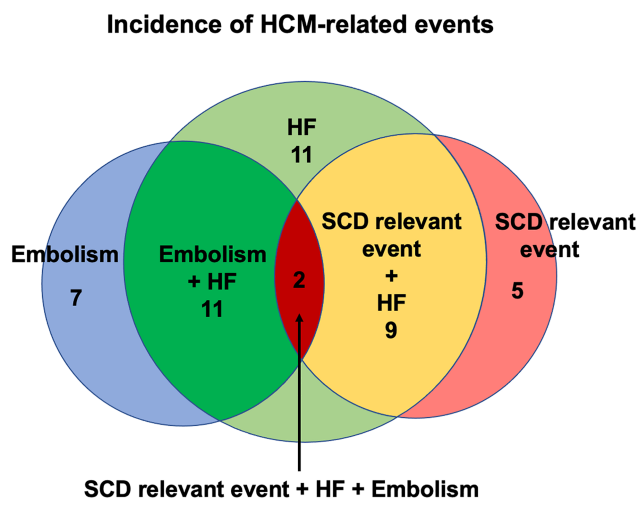 Incidence of HCM-related events
HF
11
Embolism
7
Embolism
+ HF
11
2
SCD relevant
event
+
HF
9
SCD relevant
event
5
SCD relevant event + HF + Embolism